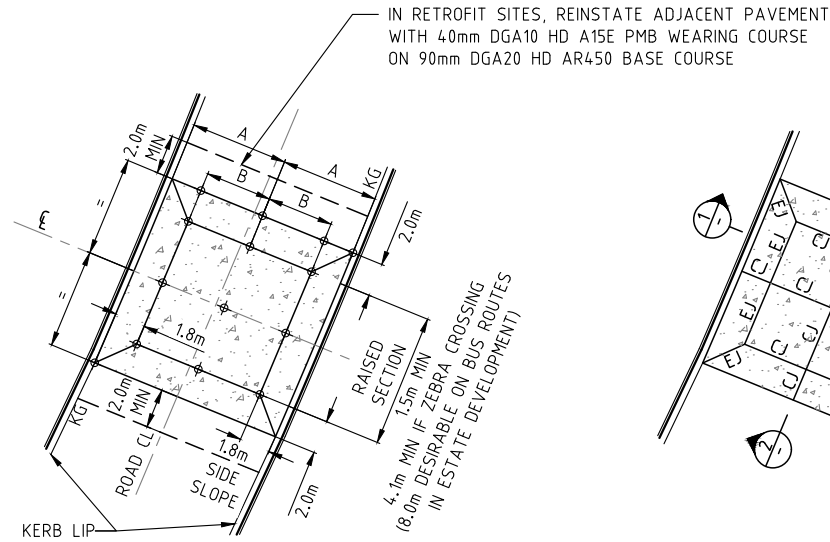 IN RETROFIT SITES, REINSTATE ADJACENT PAVEMENT
WITH 40mm DGA10 HD A15E PMB WEARING COURSE
ON 90mm DGA20 HD AR450 BASE COURSE
2.0m
MIN
A
A
KG
B
B
=
℄
=
2.0m
1.8m
RAISED
SECTION
1.5m MIN
4.1m MIN IF ZEBRA CROSSING
(8.0m DESIRABLE ON BUS ROUTES
IN ESTATE DEVELOPMENT)
KG
2.0m
MIN
ROAD CL
1.8m
SIDE
SLOPE
2.0m
KERB LIP
1
-
EJ
EJ
CJ
CJ
EJ
CJ
CJ
EJ
CJ
2
-